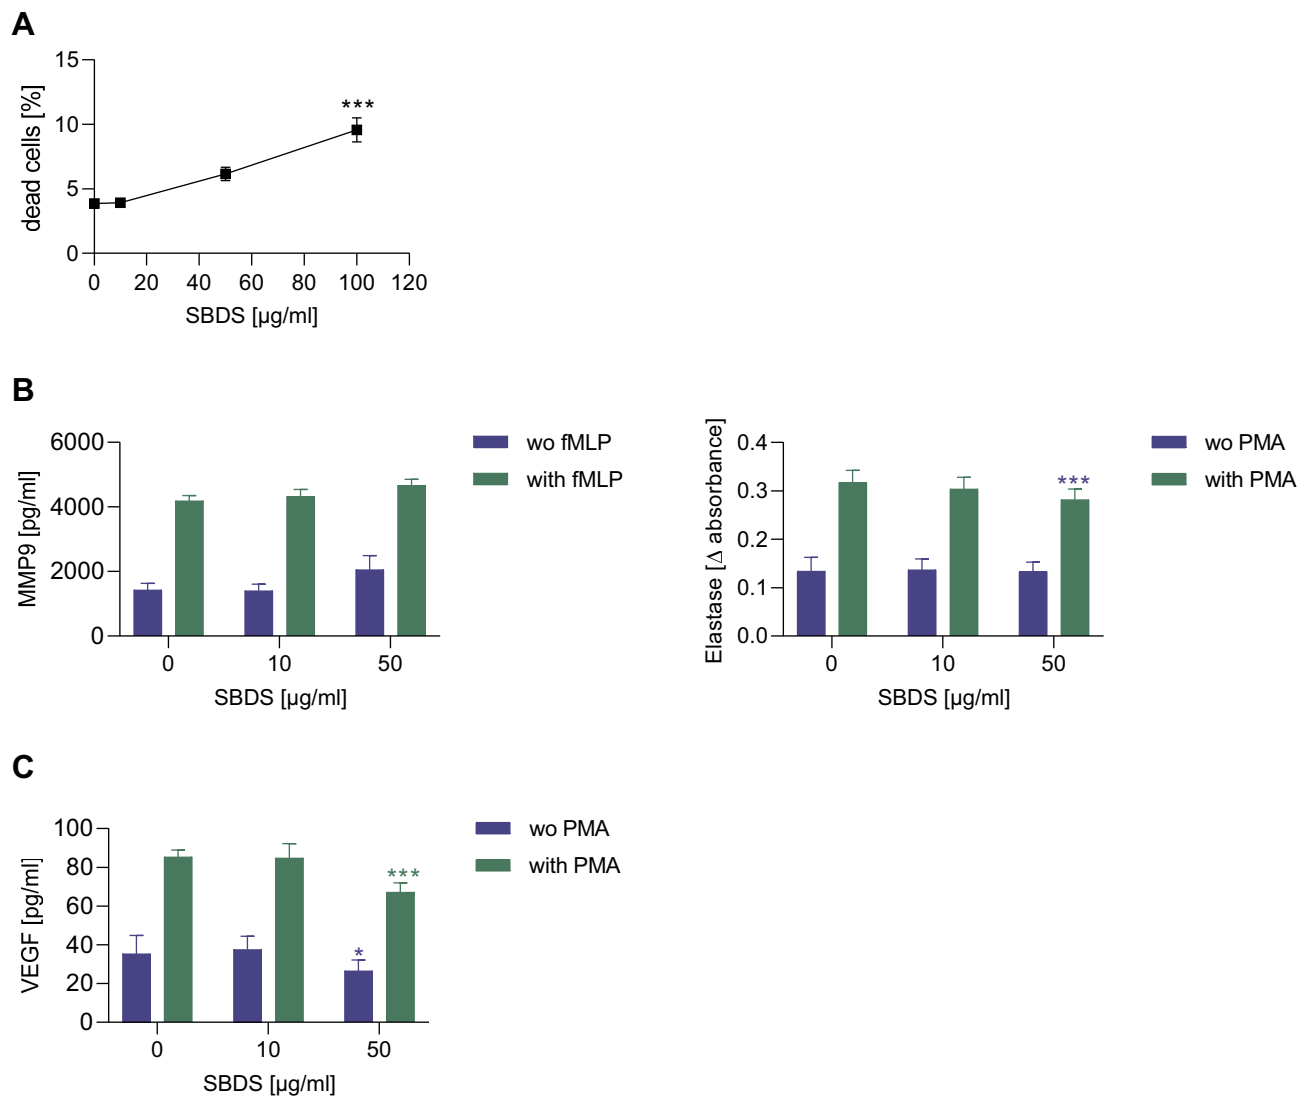 A
15
10
5
0
dead cells [%]
***
0 20 40 60 80 100 120
SBDS [µg/ml]
B
6000
4000
2000
0
MMP9 [pg/ml]
0 10 50
SBDS [µg/ml]
wo fMLP
with fMLP
0.4
0.3
0.2
0.1
0.0
Elastase [Δ absorbance]
***
0 10 50
SBDS [µg/ml]
wo PMA
with PMA
C
100
80
60
40
20
0
VEGF [pg/ml]
*
***
0 10 50
SBDS [µg/ml]
wo PMA
with PMA